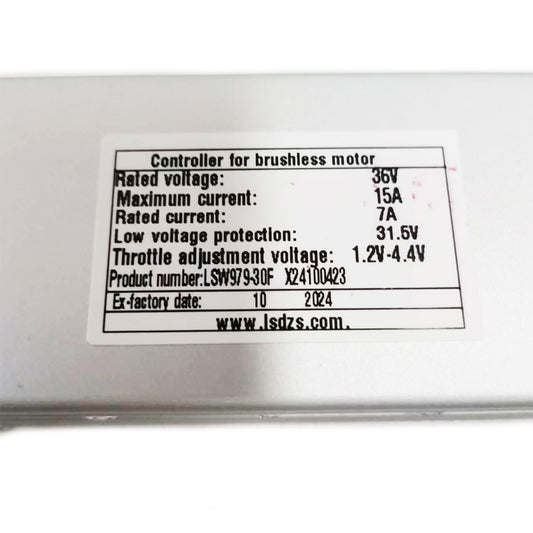 Controller for brushless motor
Rated voltage: 36V
Maximum current: 15A
Rated current: 7A
Low voltage protection: 31.5V
Throttle adjustment voltage: 1.2V-4.4V
Product number:LSW979-30F X24100423
Ex-factory date: 10 2024
www.lsdzs.com.